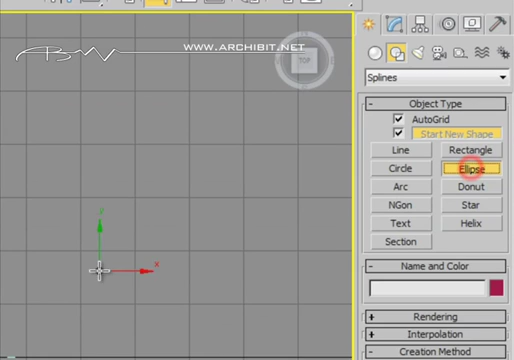 WWW.ARCHIBIT.NET
TOP
Splines
- Object Type
AutoGrid
Start New Shape
Line Rectangle
Circle Ellipse
Arc Donut
NGon Star
Text Helix
Section
- Name and Color
+ Rendering
+ Interpolation
- Creation Method
x